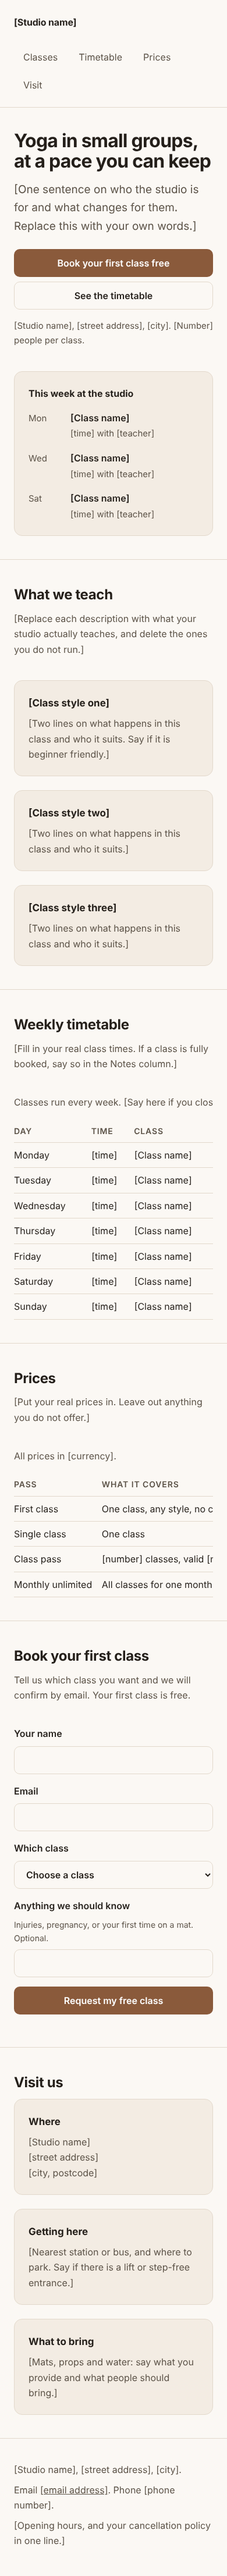 [Studio name]
Classes Timetable Prices
Visit
Yoga in small groups,
at a pace you can keep
[One sentence on who the studio is
for and what changes for them.
Replace this with your own words.]
Book your first class free
See the timetable
[Studio name], [street address], [city]. [Number]
people per class.
This week at the studio
Mon [Class name]
[time] with [teacher]
Wed [Class name]
[time] with [teacher]
Sat [Class name]
[time] with [teacher]
What we teach
[Replace each description with what your
studio actually teaches, and delete the ones
you do not run.]
[Class style one]
[Two lines on what happens in this
class and who it suits. Say if it is
beginner friendly.]
[Class style two]
[Two lines on what happens in this
class and who it suits.]
[Class style three]
[Two lines on what happens in this
class and who it suits.]
Weekly timetable
[Fill in your real class times. If a class is fully
booked, say so in the Notes column.]
Classes run every week. [Say here if you clos
DAY TIME CLASS
Monday [time] [Class name]
Tuesday [time] [Class name]
Wednesday [time] [Class name]
Thursday [time] [Class name]
Friday [time] [Class name]
Saturday [time] [Class name]
Sunday [time] [Class name]
Prices
[Put your real prices in. Leave out anything
you do not offer.]
All prices in [currency].
PASS WHAT IT COVERS
First class One class, any style, no c
Single class One class
Class pass [number] classes, valid [r
Monthly unlimited All classes for one month
Book your first class
Tell us which class you want and we will
confirm by email. Your first class is free.
Your name
Email
Which class
Choose a class
Anything we should know
Injuries, pregnancy, or your first time on a mat.
Optional.
Request my free class
Visit us
Where
[Studio name]
[street address]
[city, postcode]
Getting here
[Nearest station or bus, and where to
park. Say if there is a lift or step-free
entrance.]
What to bring
[Mats, props and water: say what you
provide and what people should
bring.]
[Studio name], [street address], [city].
Email [email address]. Phone [phone
number].
[Opening hours, and your cancellation policy
in one line.]